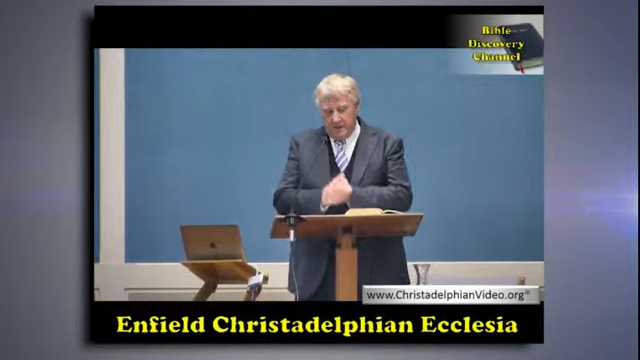 Bible
Discovery
Channel
www.ChristadelphianVideo.org
Enfield Christadelphian Ecclesia